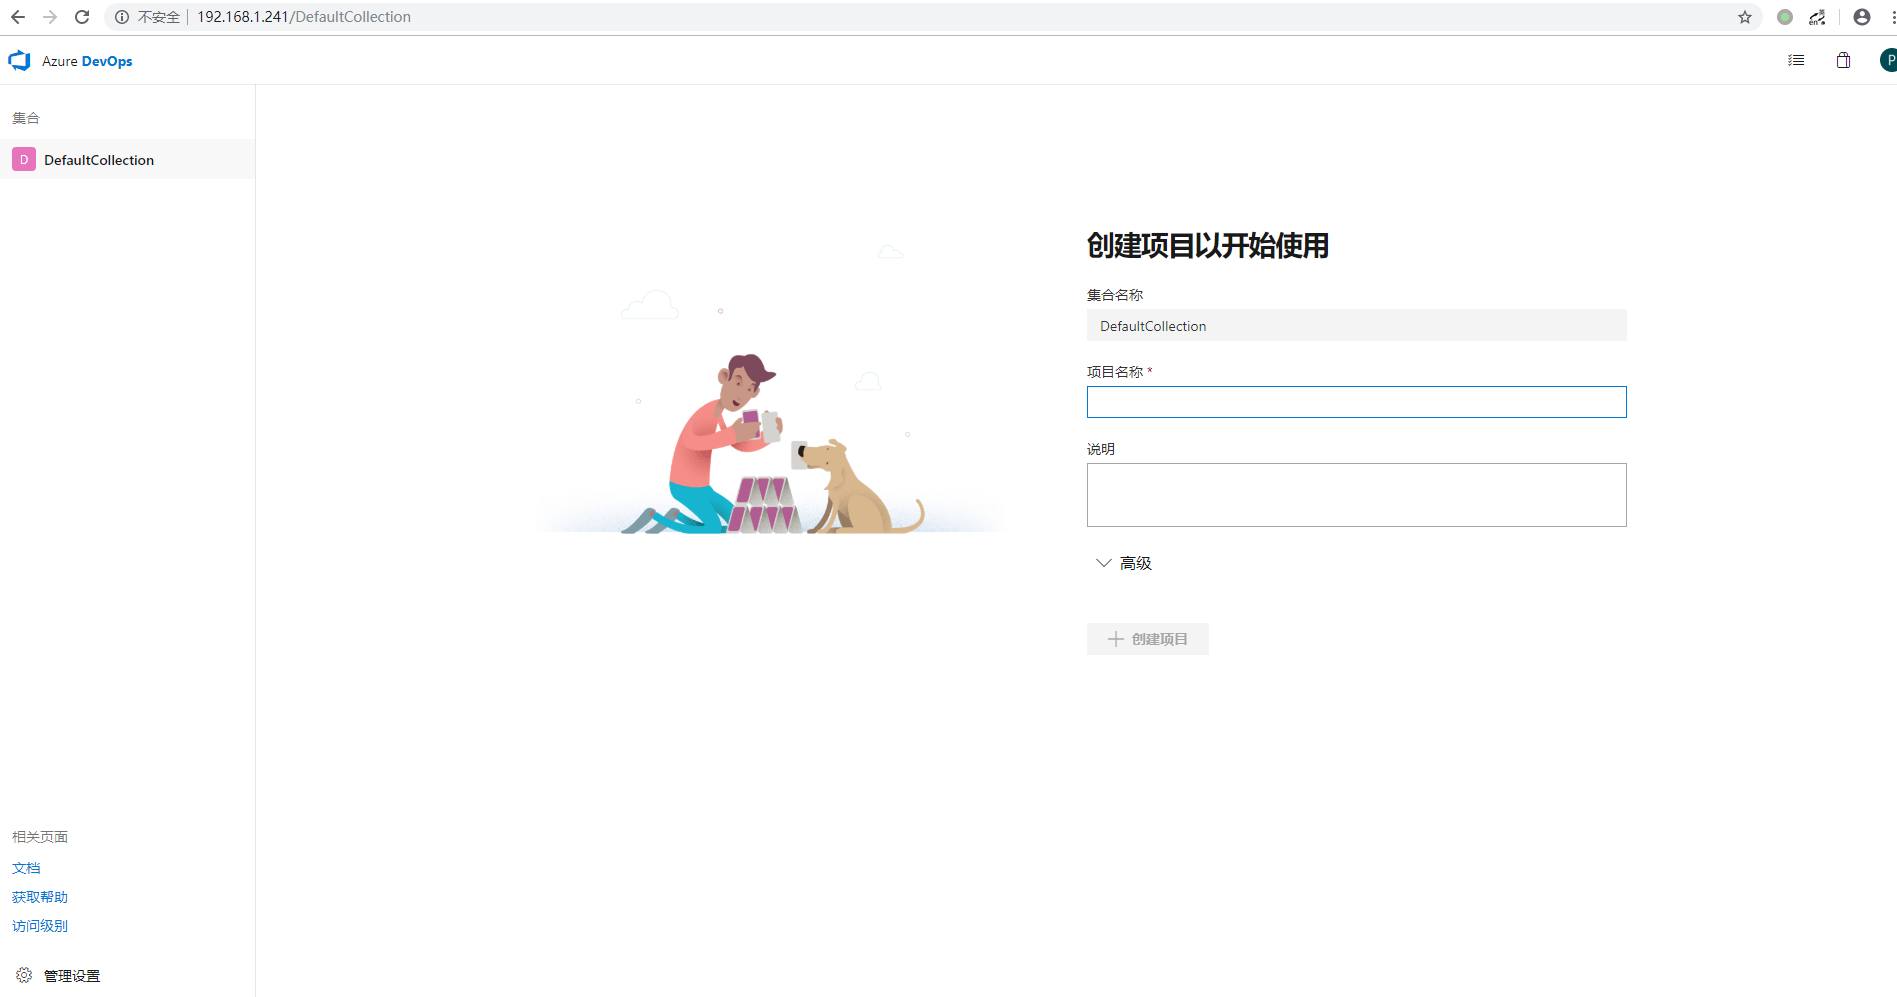 不安全 192.168.1.241/DefaultCollection
Azure DevOps
P
集合
D DefaultCollection
创建项目以开始使用
集合名称
DefaultCollection
项目名称 *
说明
高级
创建项目
相关页面
文档
获取帮助
访问级别
管理设置